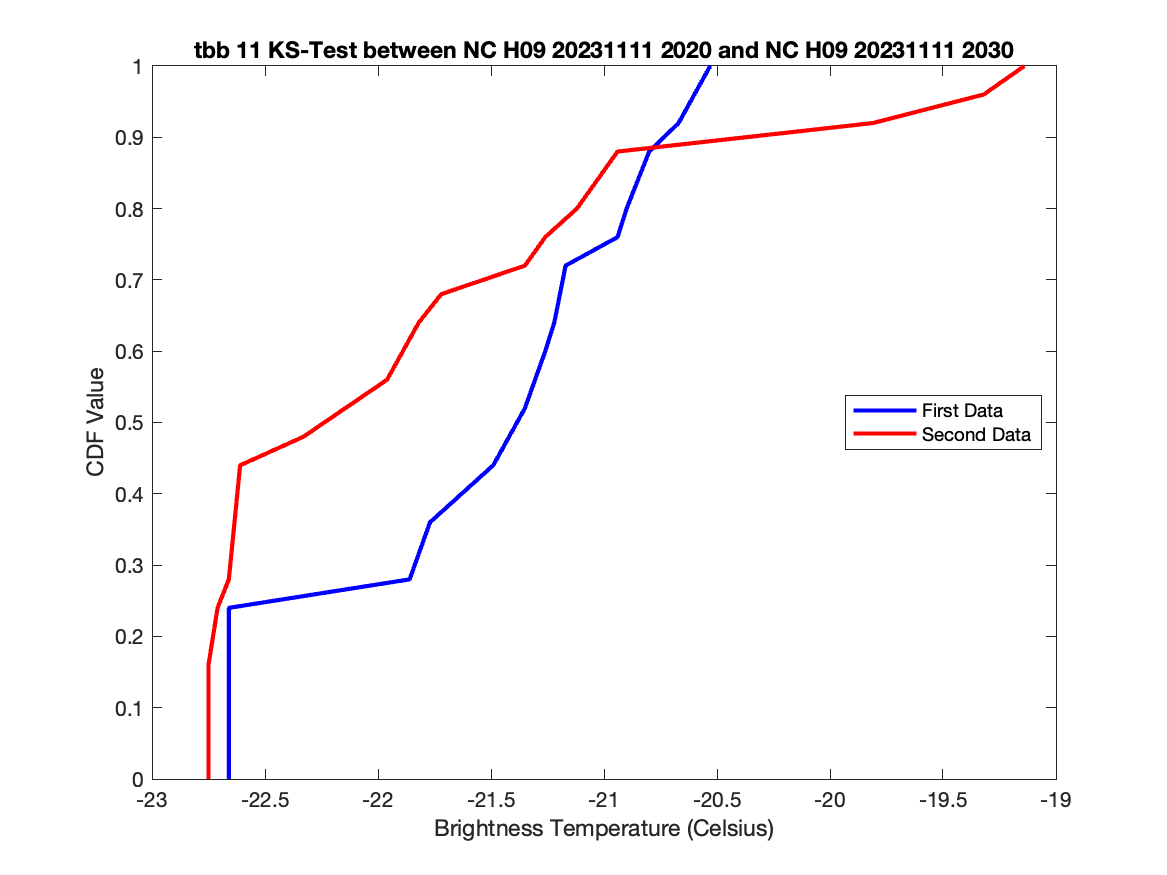 tbb 11 KS-Test between NC H09 20231111 2020 and NC H09 20231111 2030
1
0.9
0.8
0.7
0.6
0.5
0.4
0.3
0.2
0.1
0
CDF Value
First Data
Second Data
-23 -22.5 -22 -21.5 -21 -20.5 -20 -19.5 -19
Brightness Temperature (Celsius)